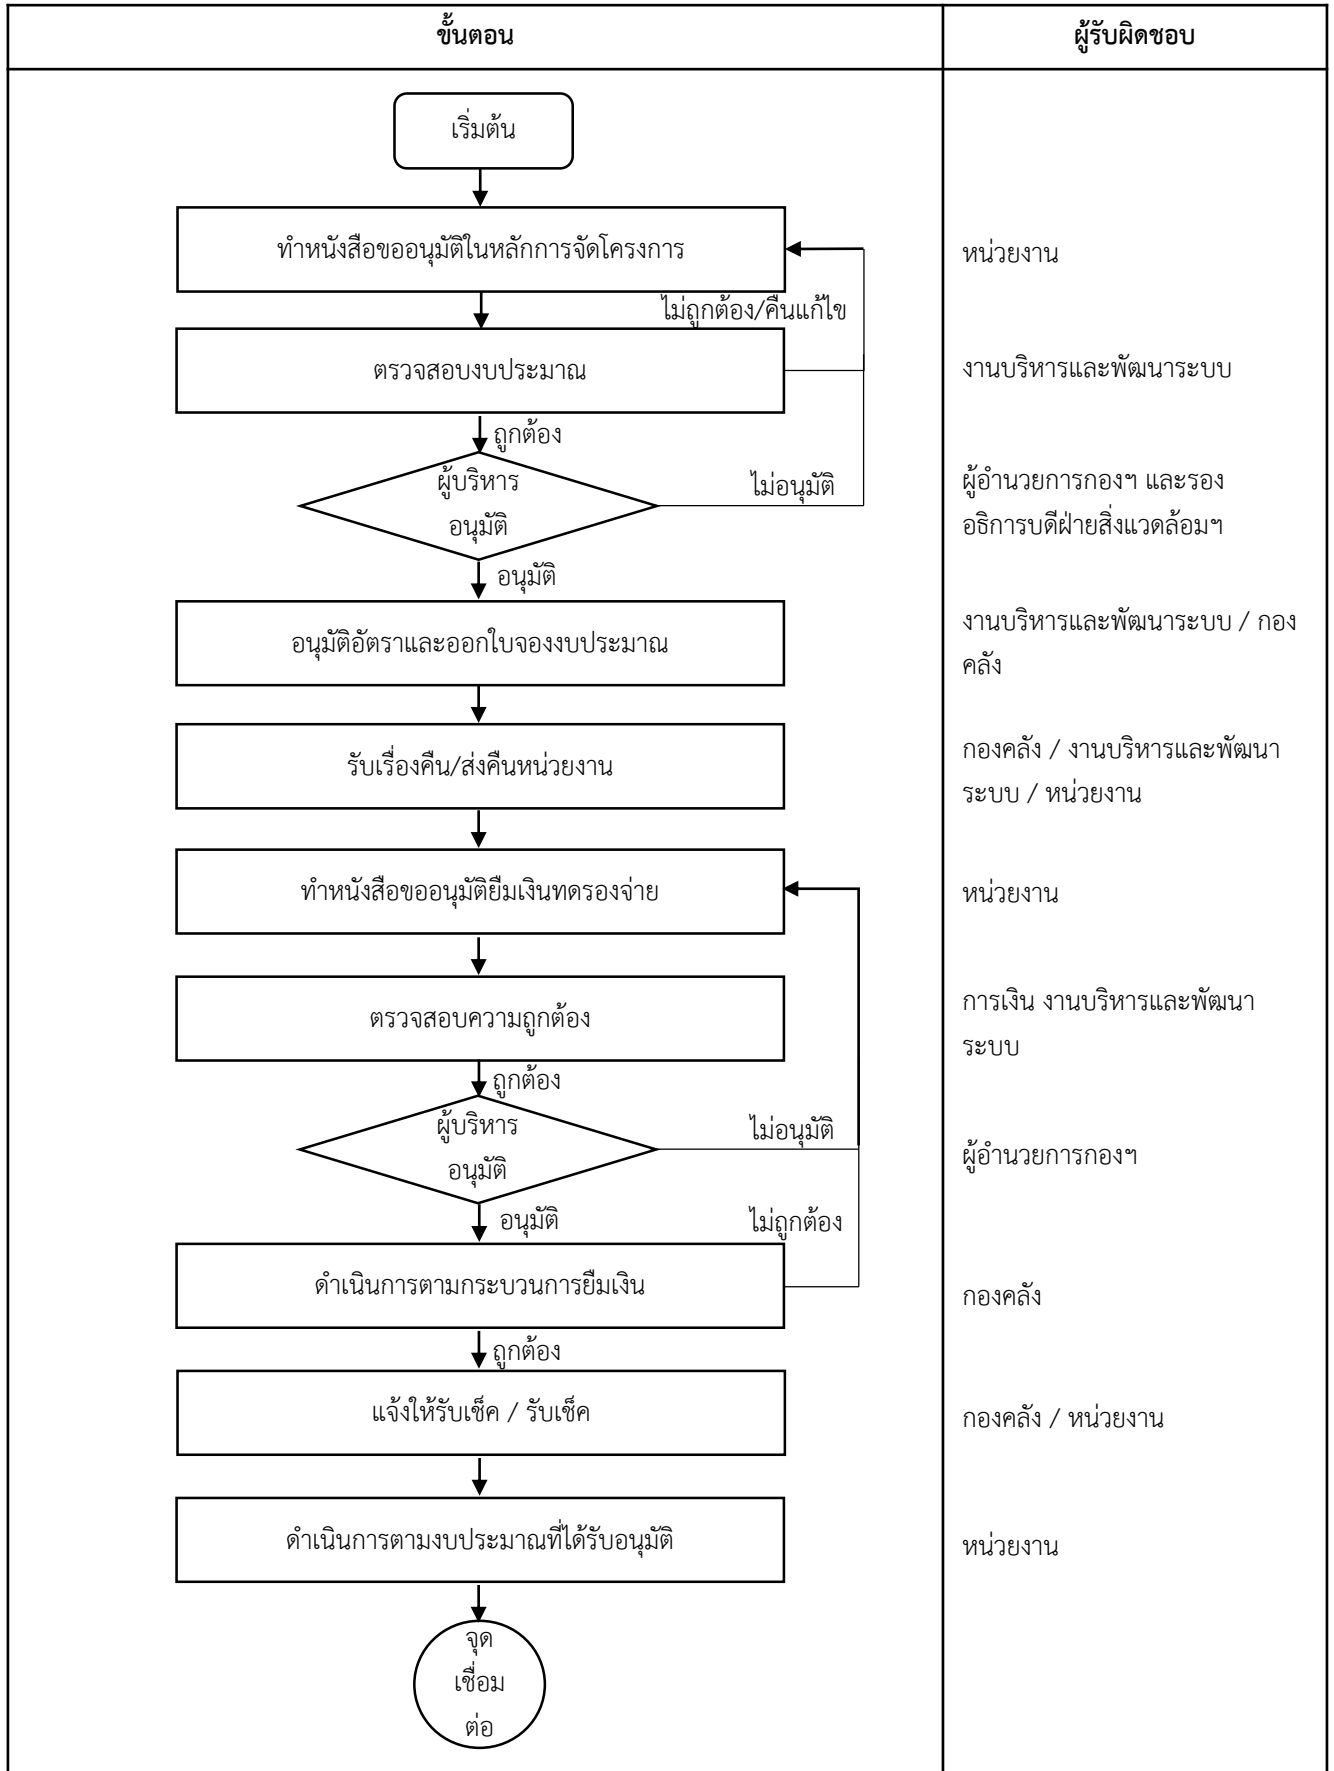 ขั้นตอน
ผู้รับผิดชอบ
เริ่มต้น
ทำหนังสือขออนุมัติในหลักการจัดโครงการ
หน่วยงาน
ไม่ถูกต้อง/คืนแก้ไข
ตรวจสอบงบประมาณ
งานบริหารและพัฒนาระบบ
ถูกต้อง
ผู้บริหาร
อนุมัติ
ไม่อนุมัติ
ผู้อำนวยการกองฯ และรอง
อธิการบดีฝ่ายสิ่งแวดล้อมฯ
อนุมัติ
อนุมัติอัตราและออกใบจองงบประมาณ
งานบริหารและพัฒนาระบบ / กอง
คลัง
รับเรื่องคืน/ส่งคืนหน่วยงาน
กองคลัง / งานบริหารและพัฒนา
ระบบ / หน่วยงาน
ทำหนังสือขออนุมัติยืมเงินทดรองจ่าย
หน่วยงาน
ตรวจสอบความถูกต้อง
การเงิน งานบริหารและพัฒนา
ระบบ
ถูกต้อง
ผู้บริหาร
อนุมัติ
ไม่อนุมัติ
ผู้อำนวยการกองฯ
อนุมัติ
ไม่ถูกต้อง
ดำเนินการตามกระบวนการยืมเงิน
กองคลัง
ถูกต้อง
แจ้งให้รับเช็ค / รับเช็ค
กองคลัง / หน่วยงาน
ดำเนินการตามงบประมาณที่ได้รับอนุมัติ
หน่วยงาน
จุด
เชื่อม
ต่อ